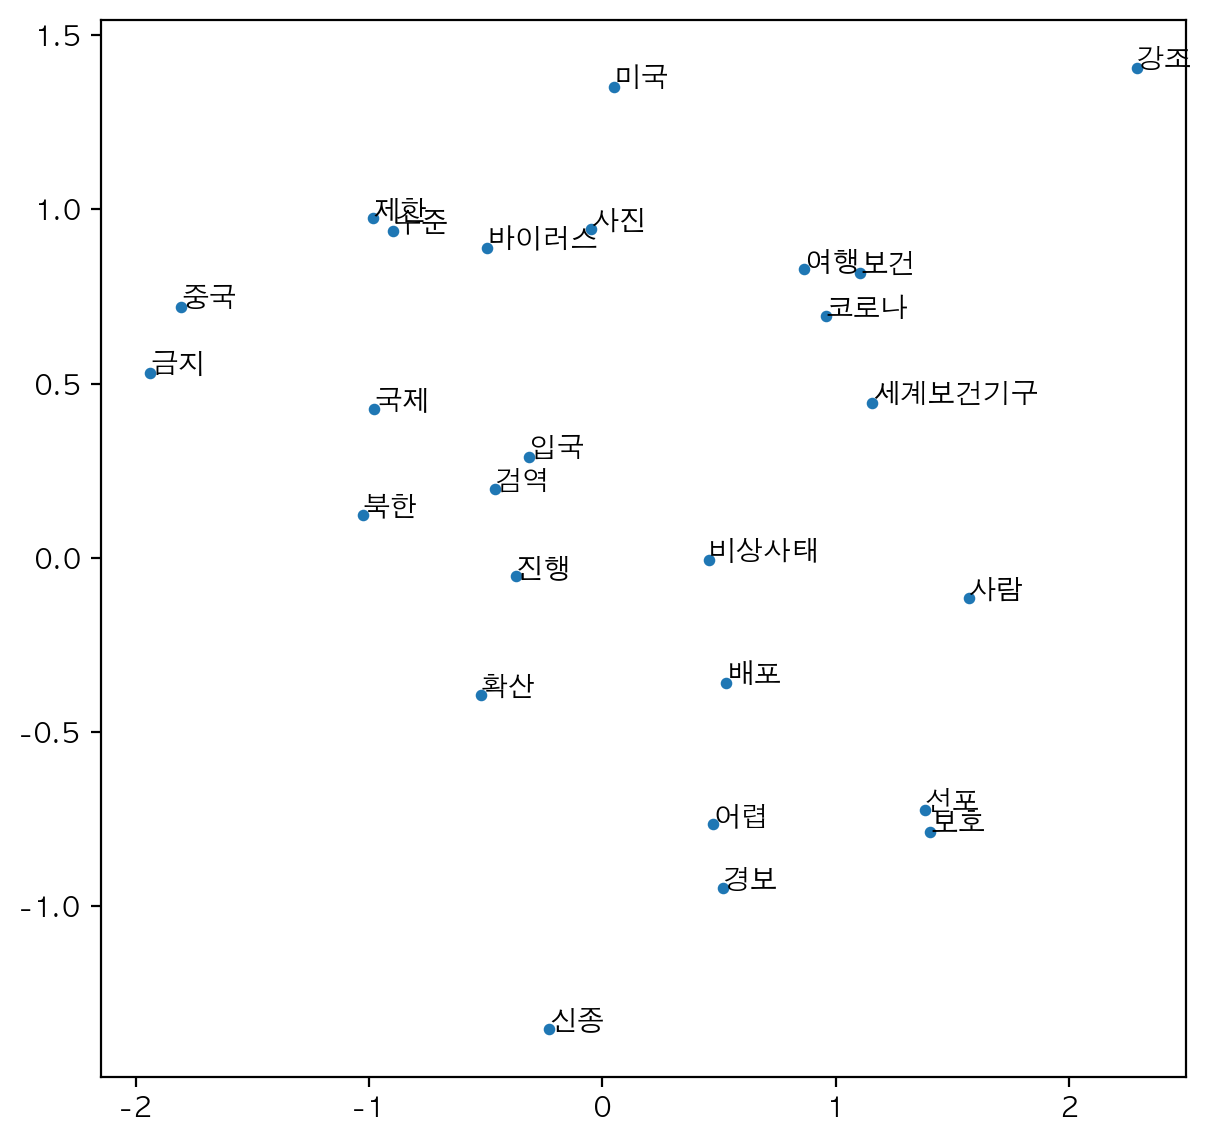 1.5
강조
미국
제한
수준
1.0
바이러스
사진
여행
보건
중국
코로나
금지
0.5
국제
세계보건기구
입국
검역
북한
진행
0.0
비상사태
사람
확산
배포
-0.5
어렵
선포
보호
경보
-1.0
신종
-2
-1
0
1
2